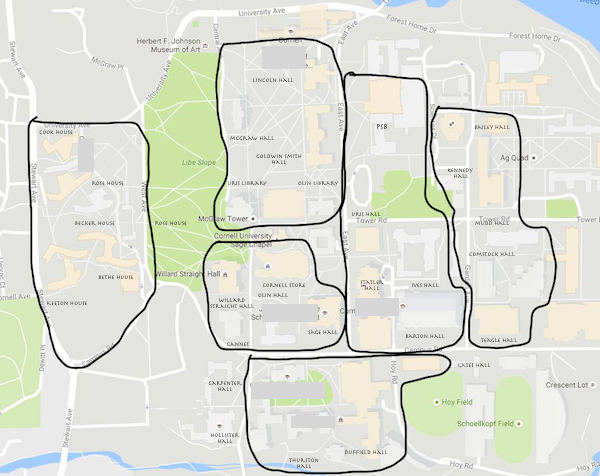 University Ave
Stewart Ave
Herbert F. Johnson
Museum of Art
Central
East Ave
Forest Home Dr
Forest Home Dr
McGraw Pl
University Ave
Lincoln Hall
East Ave
University Ave
Cook House
PSB
Bailey Hall
McGraw Hall
Goldwin Smith
Hall
Libe Slope
Ag Quad
Stewart Ave
Rose House
West Ave
Uris Library
Olin Library
Kennedy
Hall
Becker House
Rose House
McGraw Tower
Uris Hall
Tower Rd
Tower Rd
Mudd Hall
Cornell University
Sage Chapel
East Ave
Comstock Hall
Bethe House
Willard Straight Hall
Cornell Store
Statler
Hall
Ives Hall
Keeton House
Willard
Straight
Hall
Olin Hall
Sage Hall
Barton Hall
Gannet
Teagle Hall
Campus Rd
Carpenter
Hall
Hoy Rd
Gates Hall
Crescent Lot
Stewart Ave
Hoy Field
Schoellkopf Field
Hollister
Hall
Thurston
Hall
Duffield Hall
Hoy Rd